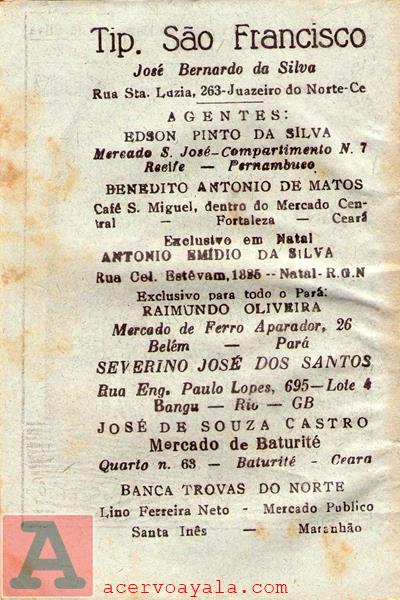 Tip. São Francisco
José Bernardo da Silva
Rua Sta. Luzia, 263-Juazeiro do Norte-Ce
AGENTES:
EDSON PINTO DA SILVA
Mercado S. José-Compartimento N. 7
Recife — Pernambuco
BENEDITO ANTONIO DE MATOS
Café S. Miguel, dentro do Mercado Cen-
tral — Fortaleza — Ceará
Exclusivo em Natal
ANTONIO EMÍDIO DA SILVA
Rua Cel. Estêvam, 1325 -- Natal-R.G.N
Exclusivo para todo o Pará:
RAIMUNDO OLIVEIRA
Mercado de Ferro Aparador, 26
Belém — Pará
SEVERINO JOSÉ DOS SANTOS
Rua Eng. Paulo Lopes, 695—Lote 4
Bangu — Rio — GB
JOSÉ DE SOUZA CASTRO
Mercado de Baturité
Quarto n. 63 — Baturité - Ceara
BANCA TROVAS DO NORTE
Lino Ferreira Neto - Mercado Publico
Santa Inês — Maranhão
A
acervoayala.com